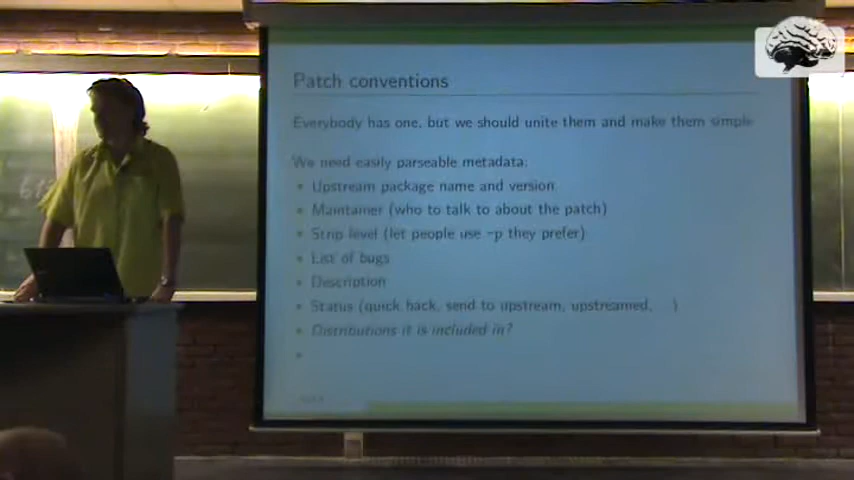 Patch conventions
Everybody has one, but we should unite them and make them simple
We need easily parseable metadata:
• Upstream package name and version
• Maintainer (who to talk to about the patch)
• Strip level (let people use -p they prefer)
• List of bugs
• Description
• Status (quick hack, send to upstream, upstreamed, )
• Distributions it is included in?